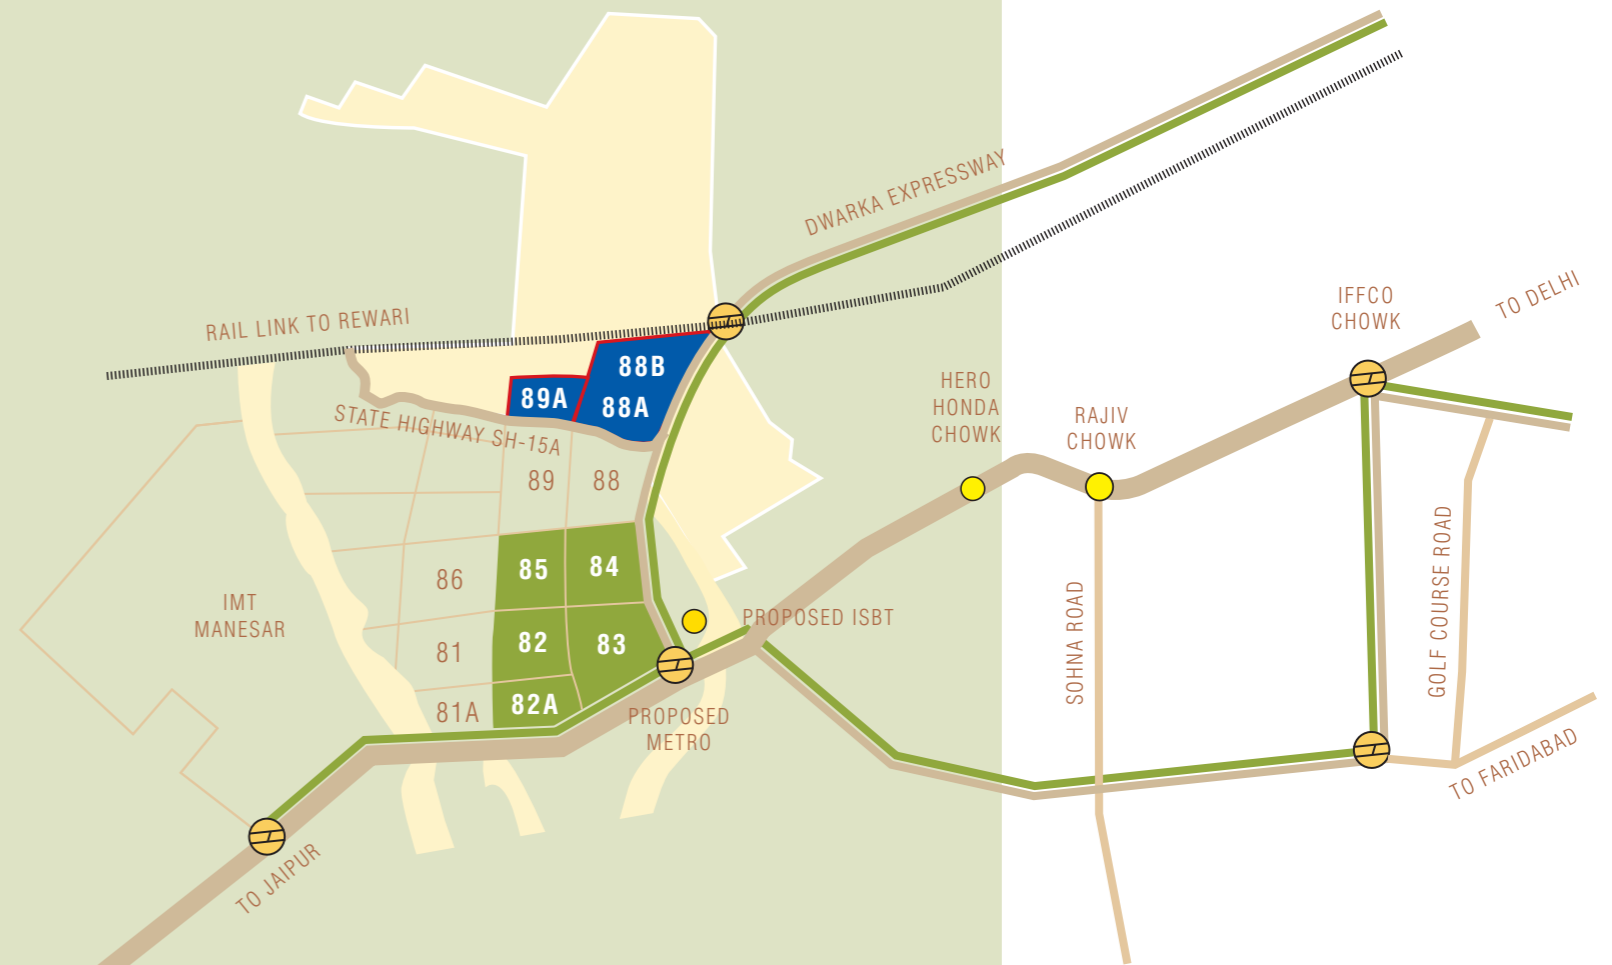 DWARKA EXPRESSWAY
TO DELHI
IFFCO
CHOWK
RAIL LINK TO REWARI
88B
88A
89A
HERO
HONDA
CHOWK
RAJIV
CHOWK
STATE HIGHWAY SH-15A
89
88
85
84
86
IMT
MANESAR
82
83
81
PROPOSED ISBT
SOHNA ROAD
GOLF COURSE ROAD
81A
82A
PROPOSED
METRO
TO FARIDABAD
TO JAIPUR